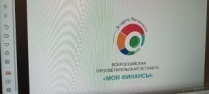 ВСЕРОССИЙСКАЯ
ПРОСВЕТИТЕЛЬСКАЯ ЭСТАФЕТА
«МОИ ФИНАНСЫ»